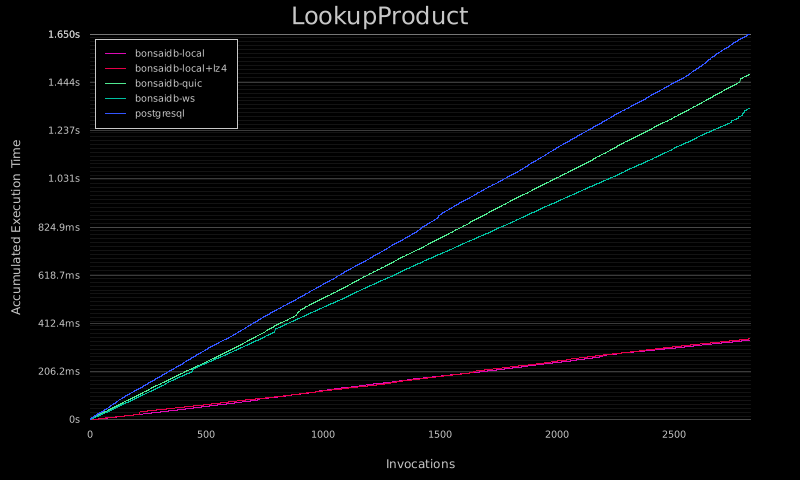 LookupProduct
1.650s
1.444s
1.237s
1.031s
824.9ms
618.7ms
412.4ms
206.2ms
0s
Accumulated Execution Time
bonsaidb-local
bonsaidb-local+lz4
bonsaidb-quic
bonsaidb-ws
postgresql
0
500
1000
1500
2000
2500
Invocations